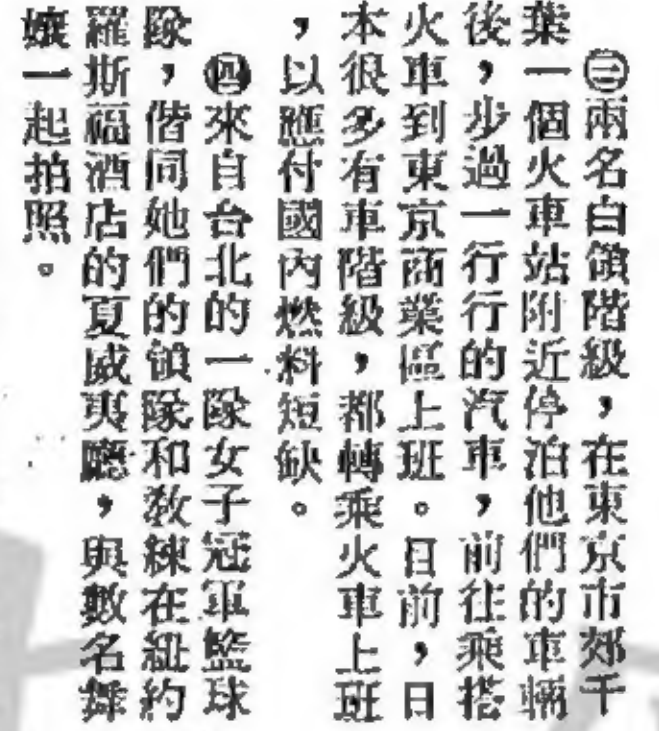 ㊂兩名白領階級，在東京市郊千
葉一個火車站附近停泊他們的車輛
後，步過一行行的汽車，前往乘搭
火車到東京商業區上班。目前，日
本很多有車階級，都轉乘火車上班
，以應付國內燃料短缺。
㊃來自台北的一隊女子冠軍籃球
隊，偕同她們的領隊和教練在紐約
羅斯福酒店的夏威夷廳，與數名舞
孃一起拍照。